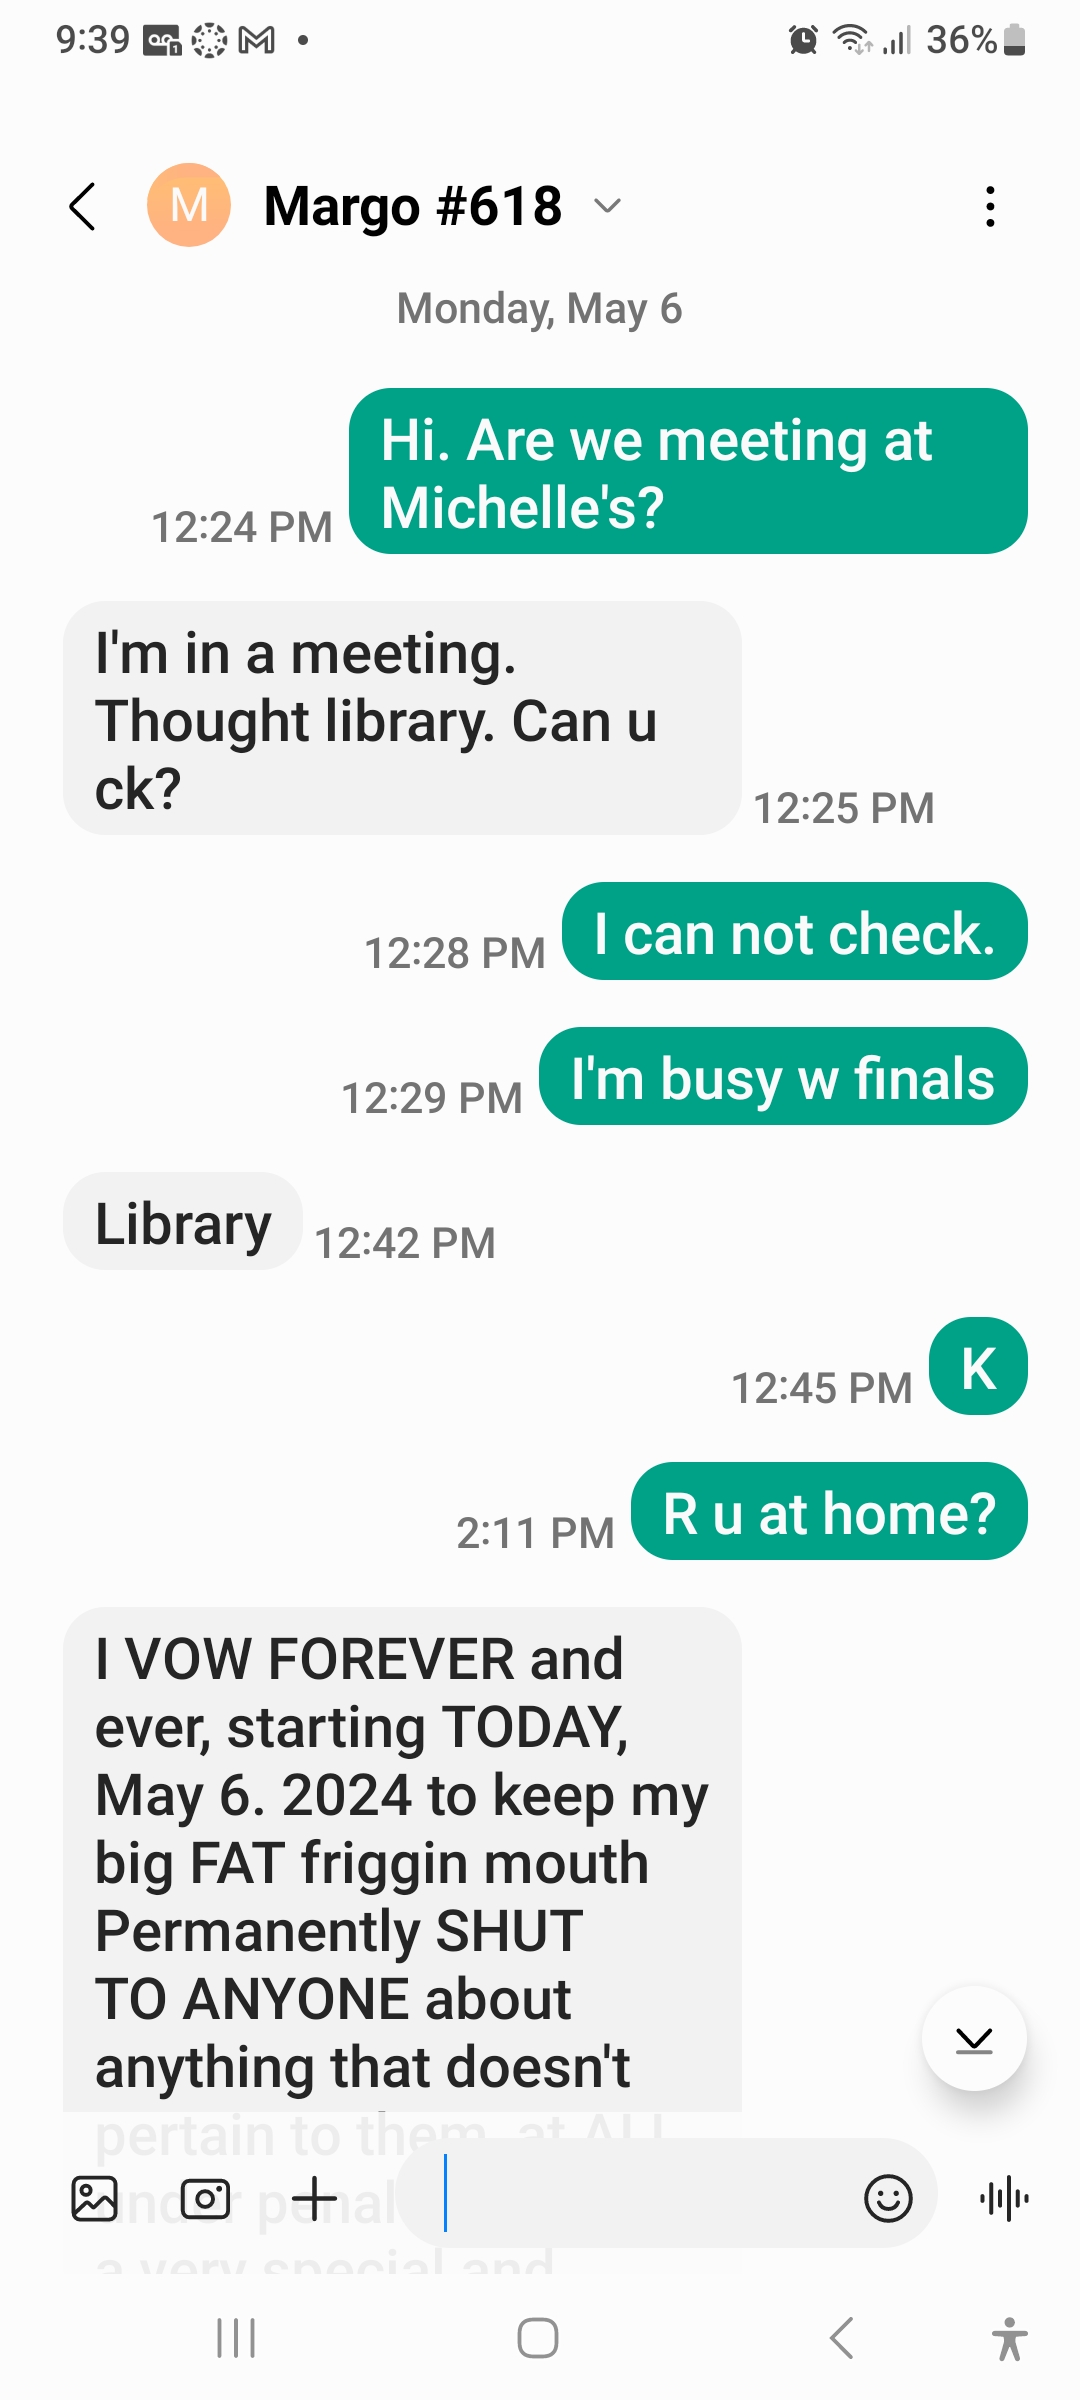 9:39
36%
M
Margo #618
Monday, May 6
Hi. Are we meeting at
Michelle's?
12:24 PM
I'm in a meeting.
Thought library. Can u
ck?
12:25 PM
I can not check.
12:28 PM
I'm busy w finals
12:29 PM
Library
12:42 PM
K
12:45 PM
R u at home?
2:11 PM
I VOW FOREVER and
ever, starting TODAY,
May 6. 2024 to keep my
big FAT friggin mouth
Permanently SHUT
TO ANYONE about
anything that doesn't
pertain to them, at ALL
under penal
a very special and